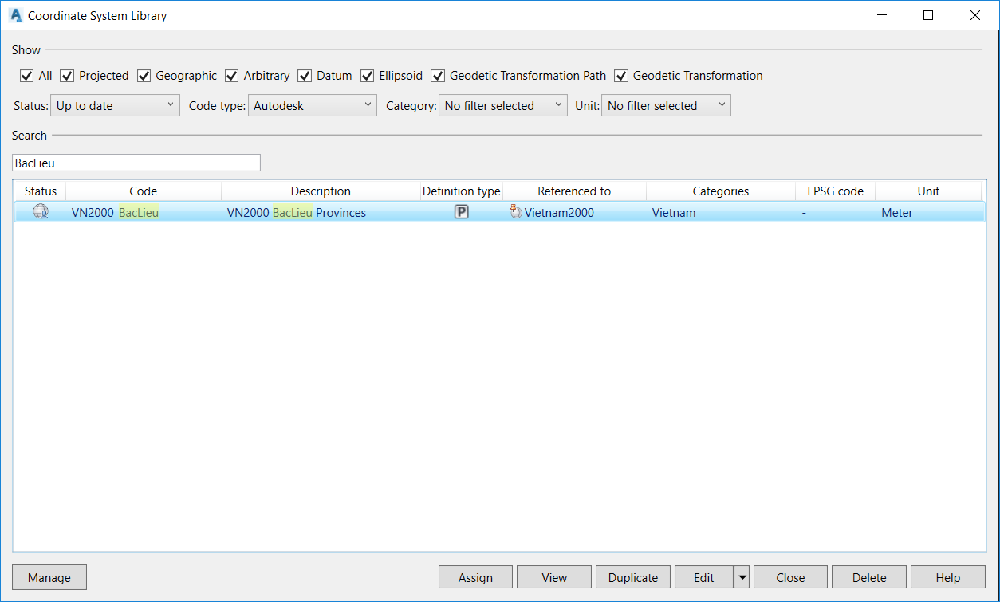 Coordinate System Library
Show
All Projected Geographic Arbitrary Datum Ellipsoid Geodetic Transformation Path Geodetic Transformation
Status: Up to date Code type: Autodesk Category: No filter selected Unit: No filter selected
Search
BacLieu
Status Code Description Definition type Referenced to Categories EPSG code Unit
VN2000_BacLieu VN2000 BacLieu Provinces P Vietnam2000 Vietnam - Meter
Manage Assign View Duplicate Edit Close Delete Help